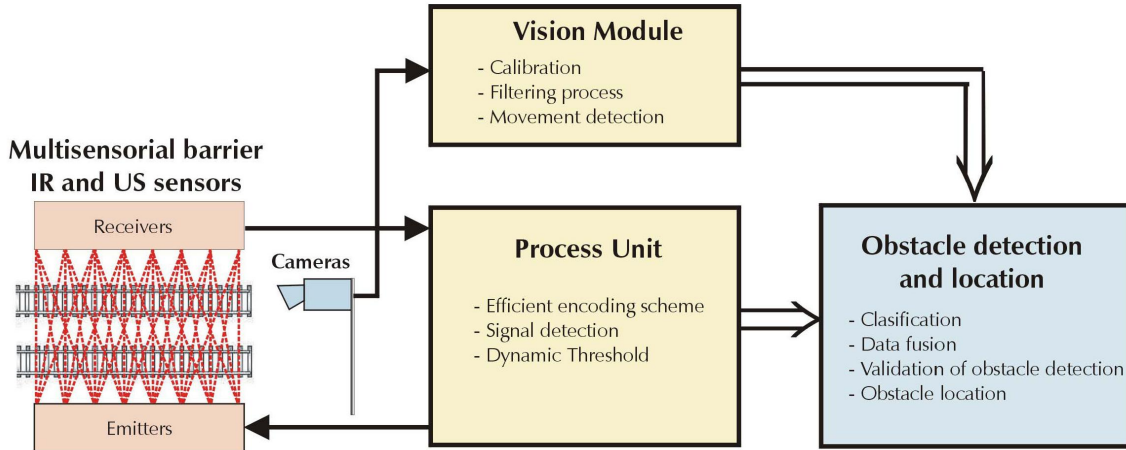 Vision Module
- Calibration
- Filtering process
- Movement detection
Multisensorial barrier
IR and US sensors
Receivers
Emitters
Cameras
Process Unit
- Efficient encoding scheme
- Signal detection
- Dynamic Threshold
Obstacle detection
and location
- Clasification
- Data fusion
- Validation of obstacle detection
- Obstacle location